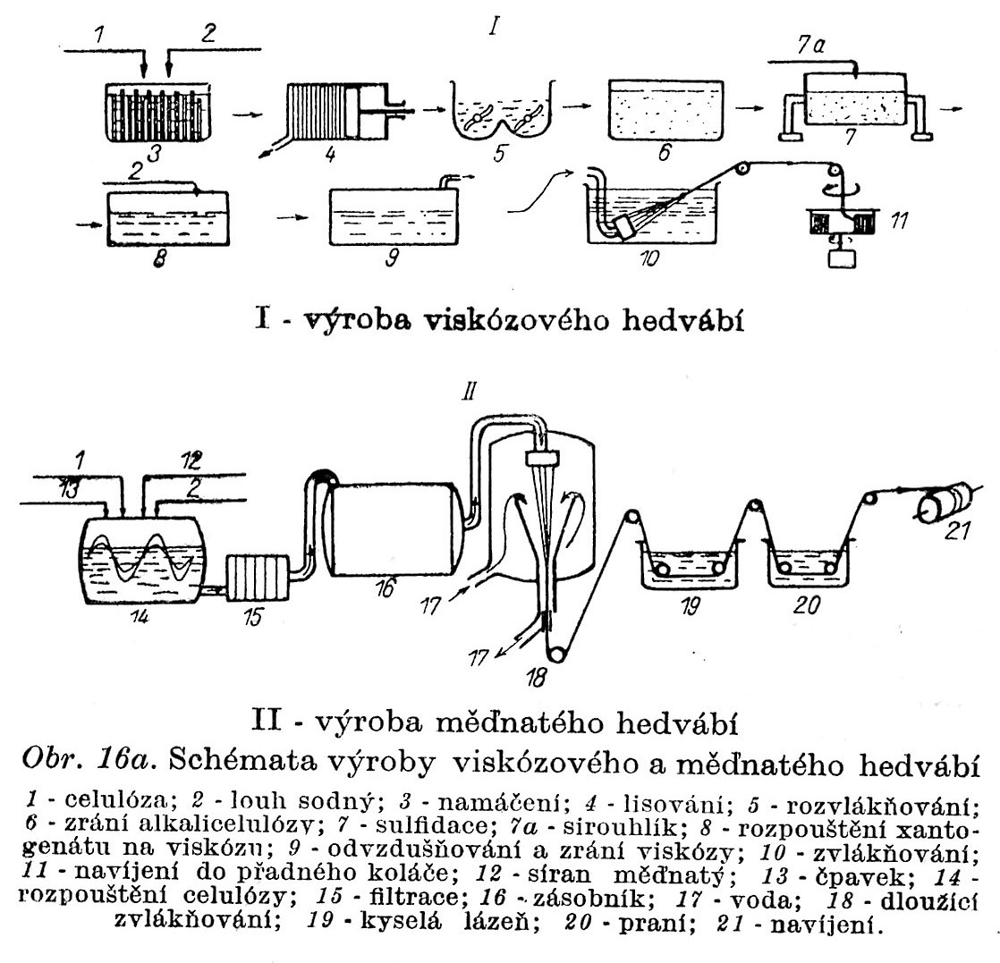 I
1 2 7a
3 4 5 6 7
2
8 9 10 11
I - výroba viskózového hedvábí
II
1 12
13 2
14 15 16 17 19 20 21
17 18
II - výroba měďnatého hedvábí
Obr. 16a. Schémata výroby viskózového a měďnatého hedvábí
1 - celulóza; 2 - louh sodný; 3 - namáčení; 4 - lisování; 5 - rozvlákňování;
6 - zrání alkalicelulózy; 7 - sulfidace; 7a - sirouhlík; 8 - rozpouštění xanto-
genátu na viskózu; 9 - odvzdušňování a zrání viskózy; 10 - zvlákňování;
11 - navíjení do přadného koláče; 12 - síran měďnatý; 13 - čpavek; 14 -
rozpouštění celulózy; 15 - filtrace; 16 - zásobník; 17 - voda; 18 - dloužící
zvlákňování; 19 - kyselá lázeň; 20 - praní; 21 - navíjení.